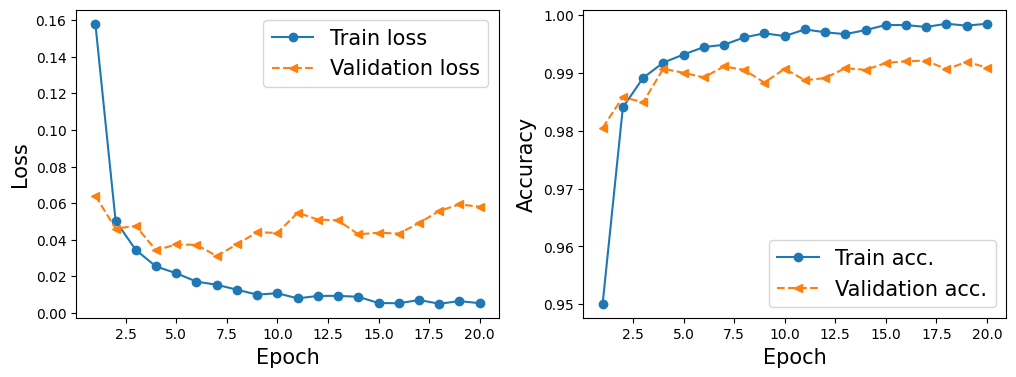 0.16
0.14
0.12
0.10
0.08
0.06
0.04
0.02
0.00
Loss
Train loss
Validation loss
2.5 5.0 7.5 10.0 12.5 15.0 17.5 20.0
Epoch
1.00
0.99
0.98
0.97
0.96
0.95
Accuracy
Train acc.
Validation acc.
2.5 5.0 7.5 10.0 12.5 15.0 17.5 20.0
Epoch